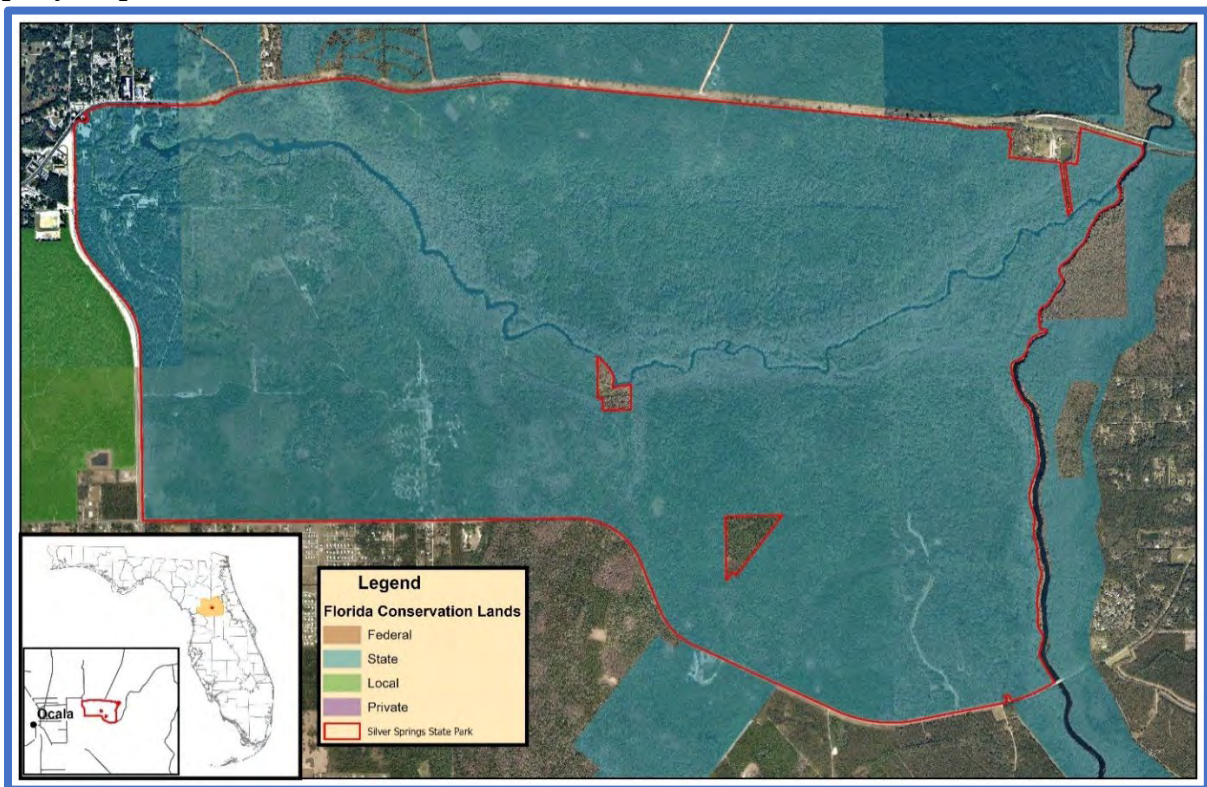 Legend
Florida Conservation Lands
Federal
State
Local
Private
Silver Springs State Park
Ocala